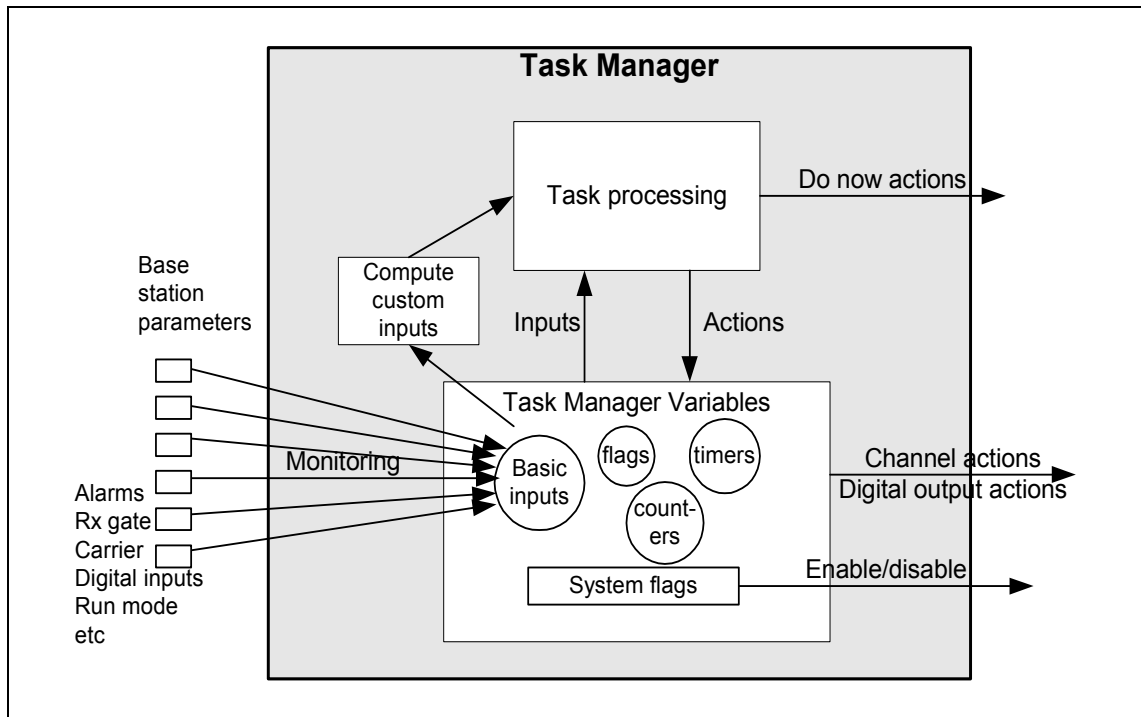 Task Manager
Task processing
Do now actions
Base
station
parameters
Compute
custom
inputs
Inputs
Actions
Task Manager Variables
Monitoring
Basic
inputs
flags
timers
count-
ers
System flags
Channel actions
Digital output actions
Enable/disable
Alarms
Rx gate
Carrier
Digital inputs
Run mode
etc